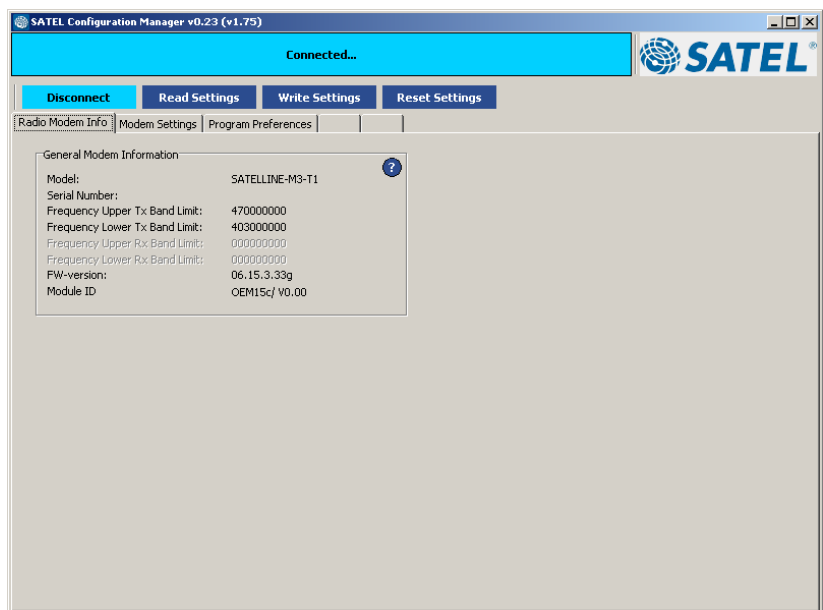 SATEL Configuration Manager v0.23 (v1.75)
Connected...
SATEL®
Disconnect Read Settings Write Settings Reset Settings
Radio Modem Info Modem Settings Program Preferences
General Modem Information
?
Model: SATELLINE-M3-T1
Serial Number:
Frequency Upper Tx Band Limit: 470000000
Frequency Lower Tx Band Limit: 403000000
Frequency Upper Rx Band Limit: 000000000
Frequency Lower Rx Band Limit: 000000000
FW-version: 06.15.3.33g
Module ID OEM15c/ V0.00